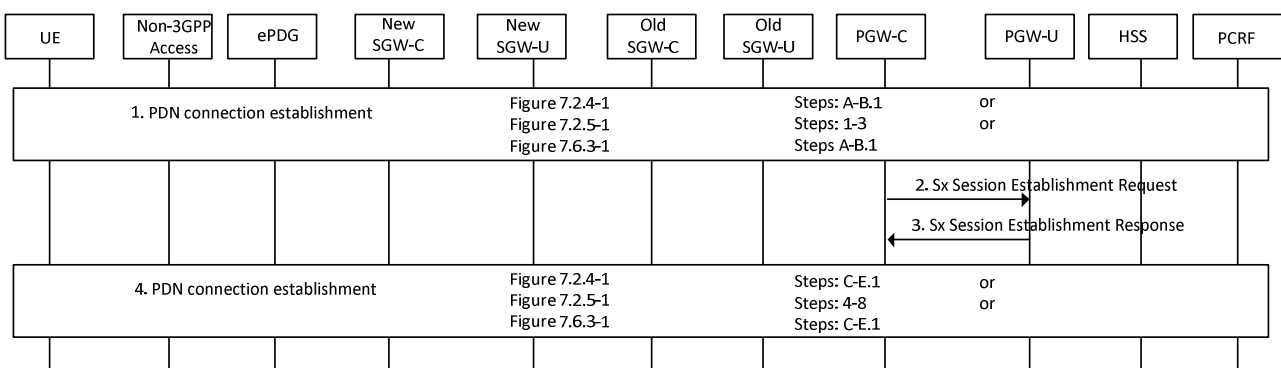 UE
Non-3GPP
Access
ePDG
New
SGW-C
New
SGW-U
Old
SGW-C
Old
SGW-U
PGW-C
PGW-U
HSS
PCRF
1. PDN connection establishment
Figure 7.2.4-1 Steps: A-B.1 or
Figure 7.2.5-1 Steps: 1-3 or
Figure 7.6.3-1 Steps A-B.1
2. Sx Session Establishment Request
3. Sx Session Establishment Response
4. PDN connection establishment
Figure 7.2.4-1 Steps: C-E.1 or
Figure 7.2.5-1 Steps: 4-8 or
Figure 7.6.3-1 Steps: C-E.1